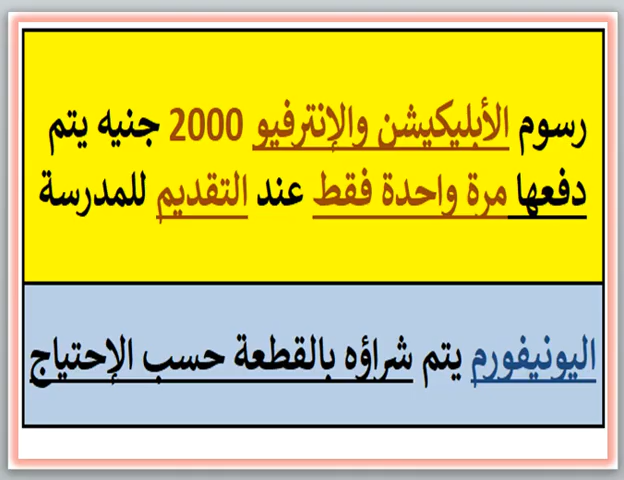 رسوم الأبليكيشن والإنترفيو 2000 جنيه يتم
دفعها مرة واحدة فقط عند التقديم للمدرسة
اليونيفورم يتم شراؤه بالقطعة حسب الإحتياج